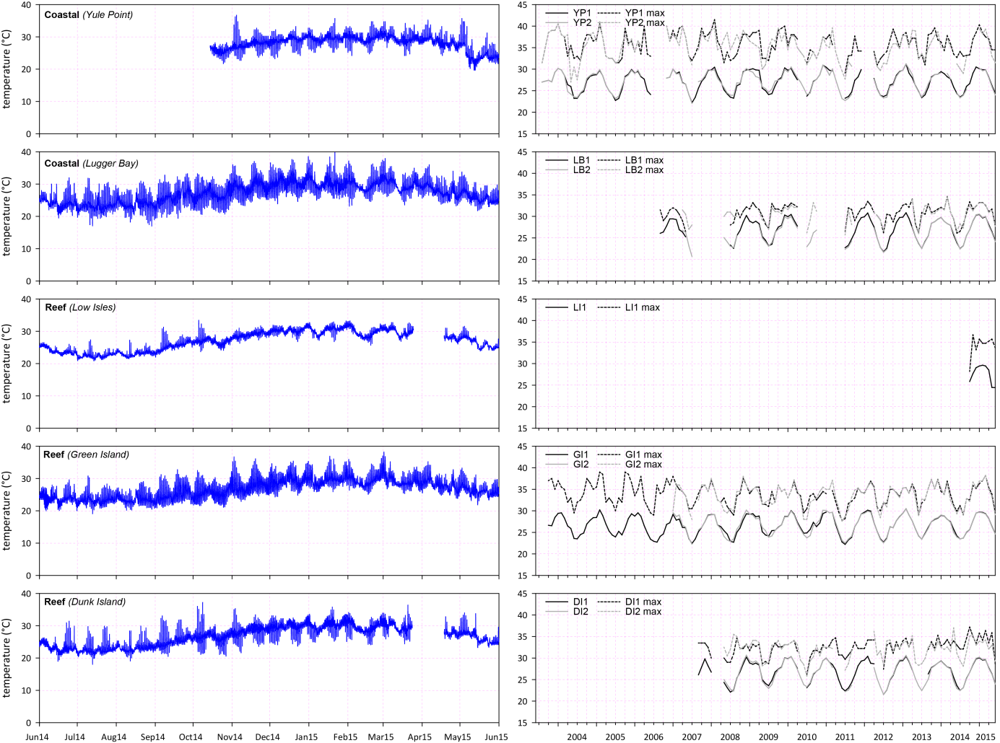 Coastal (Yule Point)
temperature (°C)
40
30
20
10
0
YP1 YP1 max
YP2 YP2 max
45
40
35
30
25
20
15
Coastal (Lugger Bay)
temperature (°C)
40
30
20
10
0
LB1 LB1 max
LB2 LB2 max
45
40
35
30
25
20
15
Reef (Low Isles)
temperature (°C)
40
30
20
10
0
LI1 LI1 max
45
40
35
30
25
20
15
Reef (Green Island)
temperature (°C)
40
30
20
10
0
GI1 GI1 max
GI2 GI2 max
45
40
35
30
25
20
15
Reef (Dunk Island)
temperature (°C)
40
30
20
10
0
DI1 DI1 max
DI2 DI2 max
45
40
35
30
25
20
15
Jun14 Jul14 Aug14 Sep14 Oct14 Nov14 Dec14 Jan15 Feb15 Mar15 Apr15 May15 Jun15
2004 2005 2006 2007 2008 2009 2010 2011 2012 2013 2014 2015